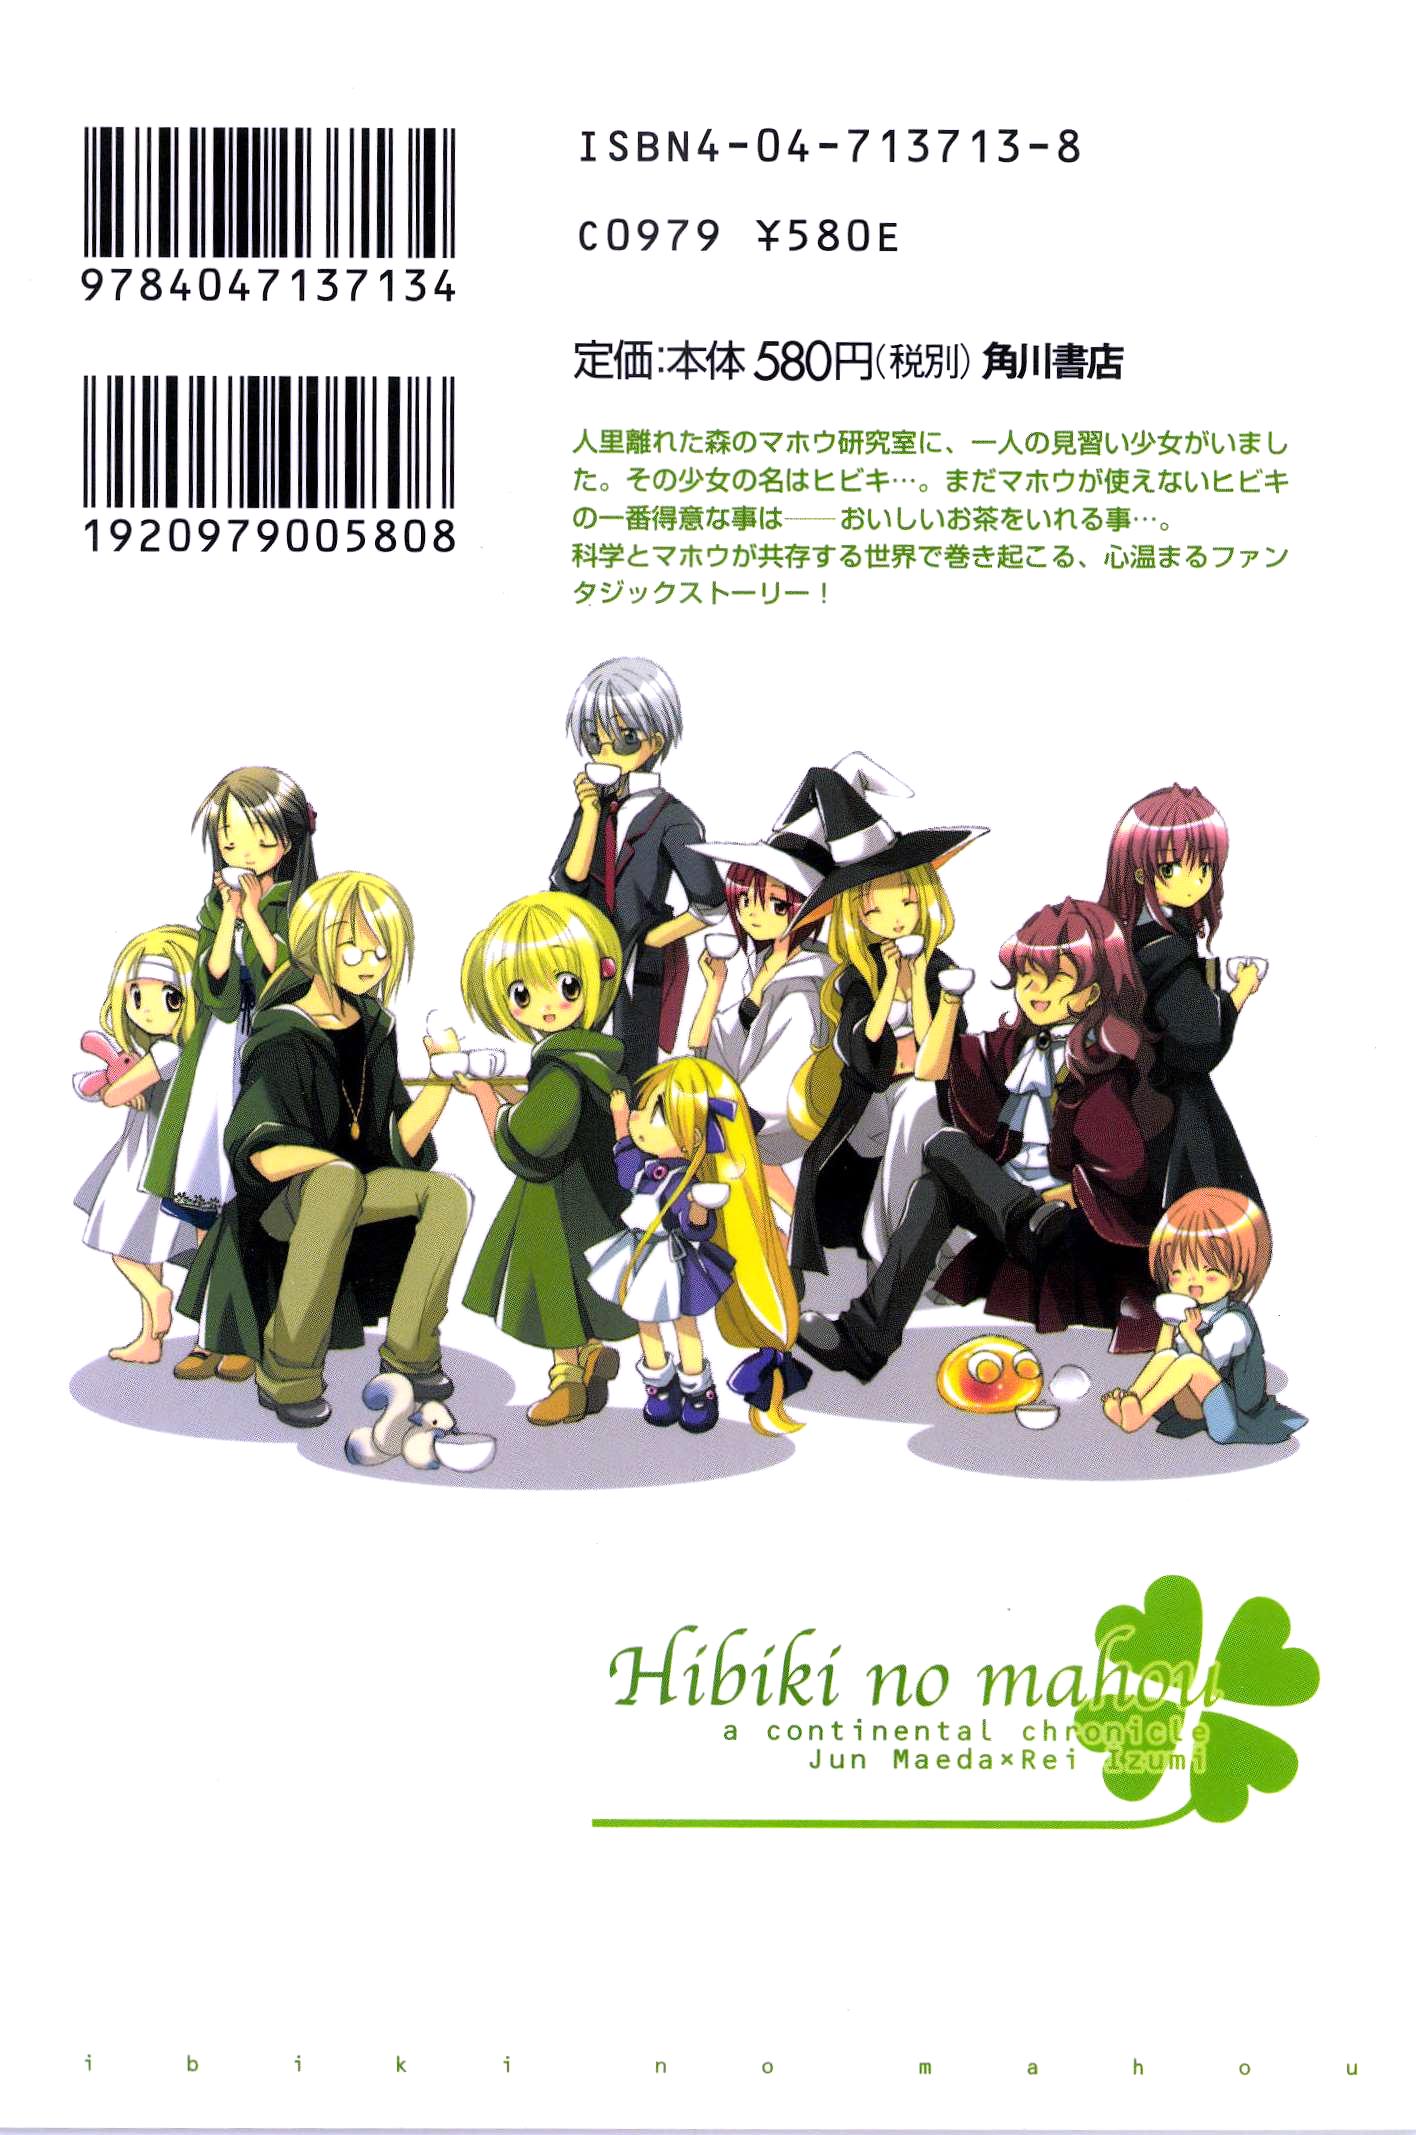 ISBN4-04-713713-8
C0979 ¥580E
9784047137134
1920979005808
定価:本体580円(税別) 角川書店
人里離れた森のマホウ研究室に、一人の見習い少女がいまし
た。その少女の名はヒビキ…。まだマホウが使えないヒビキ
の一番得意な事は――おいしいお茶をいれる事…。
科学とマホウが共存する世界で巻き起こる、心温まるファン
タジックストーリー！
Hibiki no mahou
a continental chronicle
Jun Maeda×Rei Izumi
i b i k i n o m a h o u